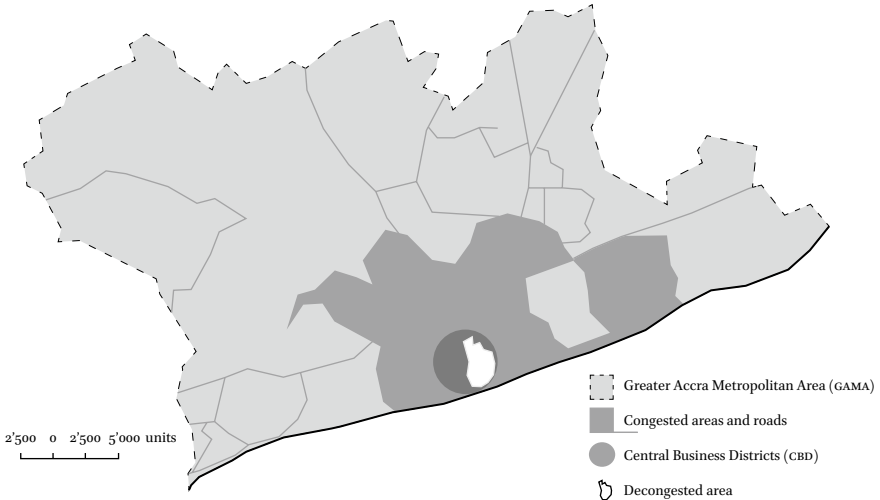 Greater Accra Metropolitan Area (GAMA)
Congested areas and roads
2'500 0 2'500 5'000 units
Central Business Districts (CBD)
Decongested area